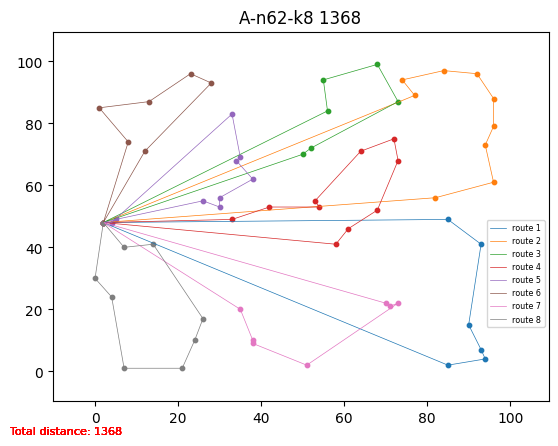 A-n62-k8 1368
100
80
60
40
20
0
0 20 40 60 80 100
route 1
route 2
route 3
route 4
route 5
route 6
route 7
route 8
Total distance: 1368